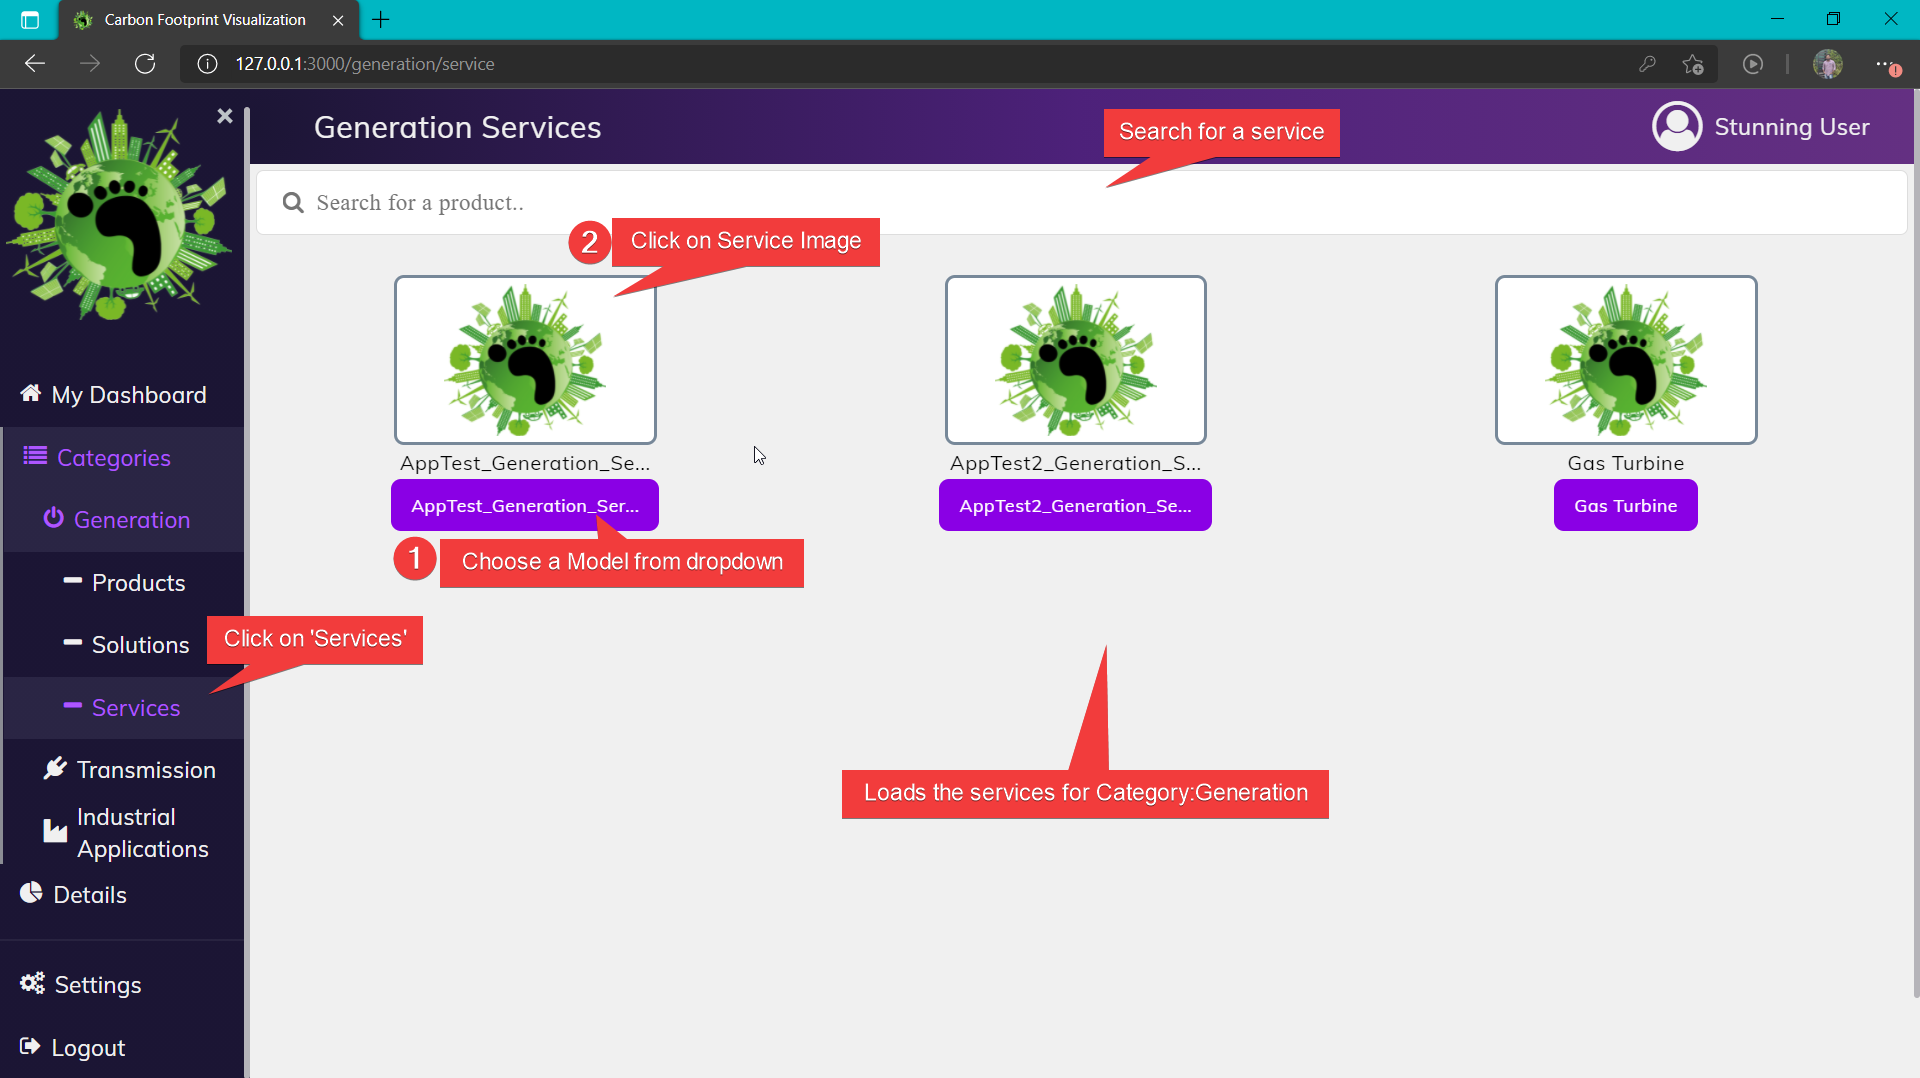 Carbon Footprint Visualization
127.0.0.1:3000/generation/service
Generation Services
Search for a service
Stunning User
Search for a product..
2 Click on Service Image
My Dashboard
Categories
Generation
Products
Solutions
Services
Transmission
Industrial
Applications
Details
Settings
Logout
AppTest_Generation_Se...
AppTest2_Generation_S...
Gas Turbine
AppTest_Generation_Ser...
AppTest2_Generation_Se...
Gas Turbine
1 Choose a Model from dropdown
Click on 'Services'
Loads the services for Category:Generation